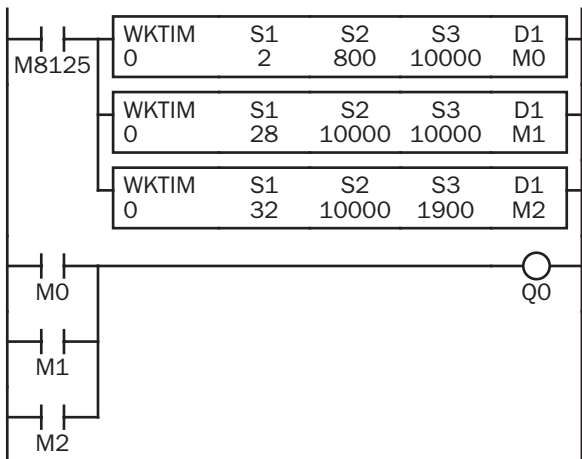 WKTIM S1 S2 S3 D1
0 2 800 10000 M0
M8125
WKTIM S1 S2 S3 D1
0 28 10000 10000 M1
WKTIM S1 S2 S3 D1
0 32 10000 1900 M2
M0 Q0
M1
M2